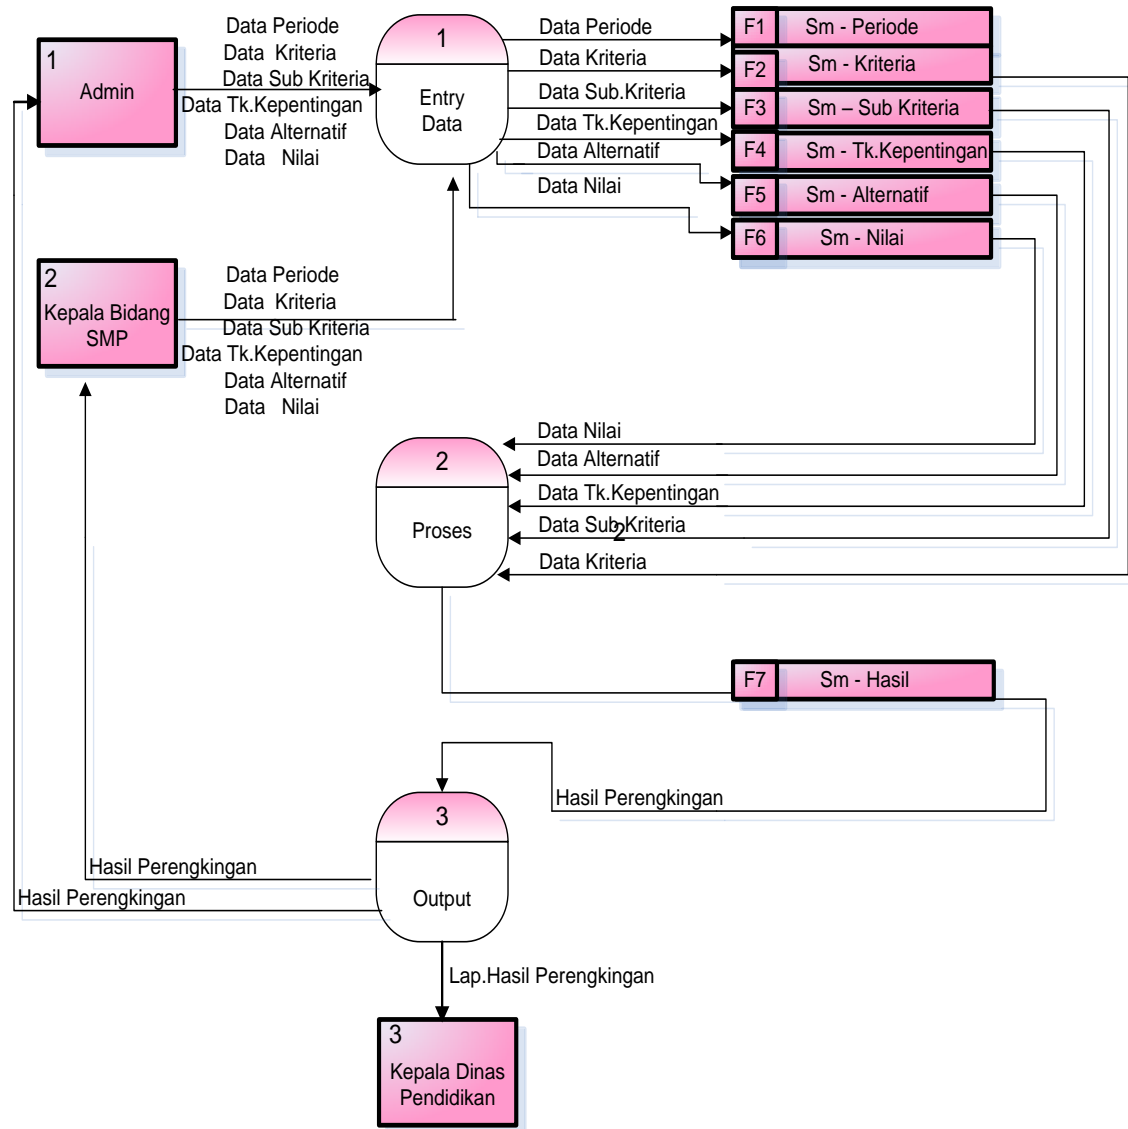 1
Admin
Data Periode
Data Kriteria
Data Sub Kriteria
Data Tk.Kepentingan
Data Alternatif
Data Nilai
1
Entry
Data
Data Periode
Data Kriteria
Data Sub.Kriteria
Data Tk.Kepentingan
Data Alternatif
Data Nilai
F1 Sm - Periode
F2 Sm - Kriteria
F3 Sm – Sub Kriteria
F4 Sm - Tk.Kepentingan
F5 Sm - Alternatif
F6 Sm - Nilai
2
Kepala Bidang
SMP
Data Periode
Data Kriteria
Data Sub Kriteria
Data Tk.Kepentingan
Data Alternatif
Data Nilai
2
Proses
Data Nilai
Data Alternatif
Data Tk.Kepentingan
Data Sub Kriteria
2
Data Kriteria
F7 Sm - Hasil
Hasil Perengkingan
3
Output
Hasil Perengkingan
Hasil Perengkingan
Lap.Hasil Perengkingan
3
Kepala Dinas
Pendidikan